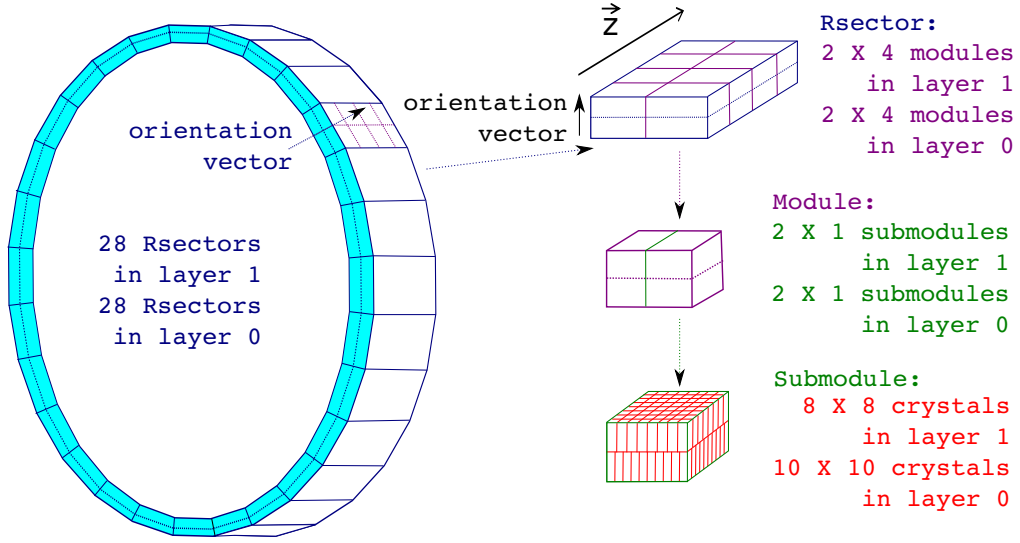 orientation
vector
28 Rsectors
in layer 1
28 Rsectors
in layer 0
z
orientation
vector
Rsector:
2 X 4 modules
in layer 1
2 X 4 modules
in layer 0
Module:
2 X 1 submodules
in layer 1
2 X 1 submodules
in layer 0
Submodule:
8 X 8 crystals
in layer 1
10 X 10 crystals
in layer 0